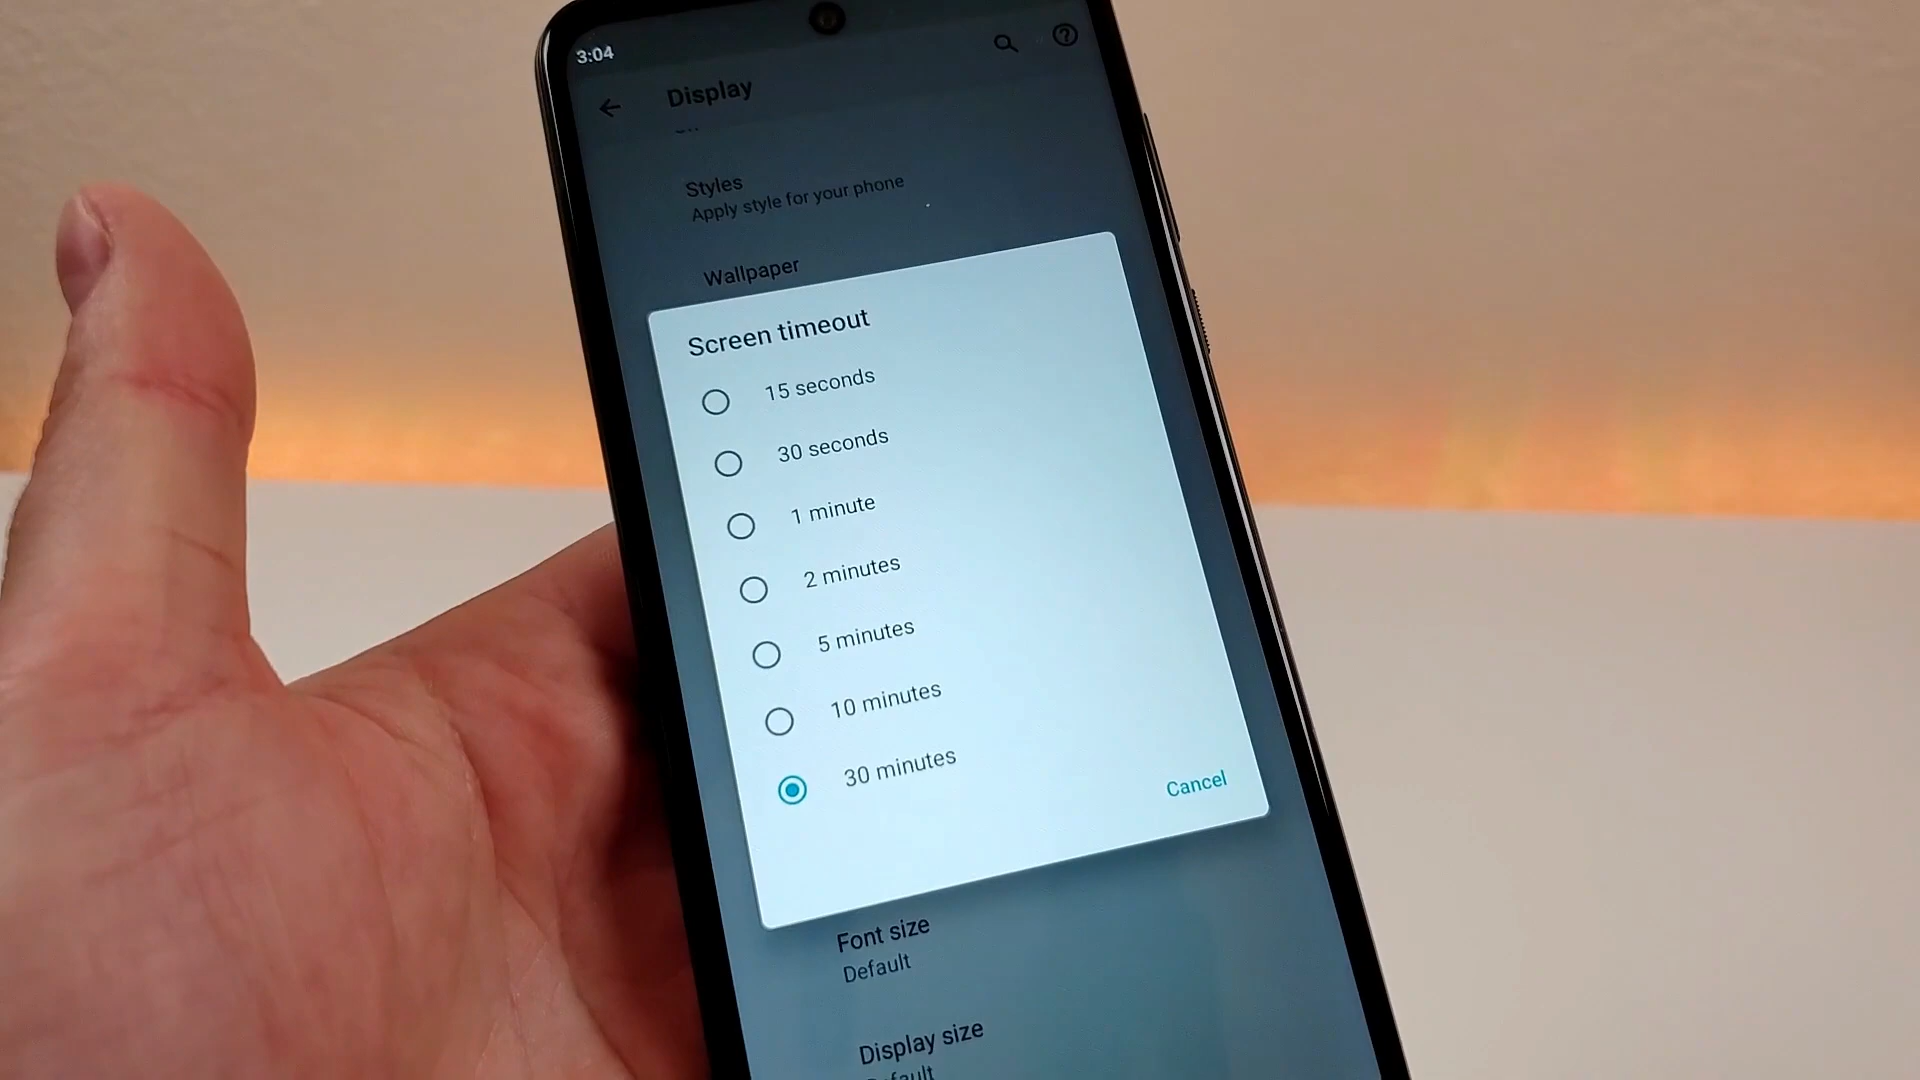 3:04
Display
Styles
Apply style for your phone
Wallpaper
Screen timeout
15 seconds
30 seconds
1 minute
2 minutes
5 minutes
10 minutes
30 minutes
Cancel
Font size
Default
Display size